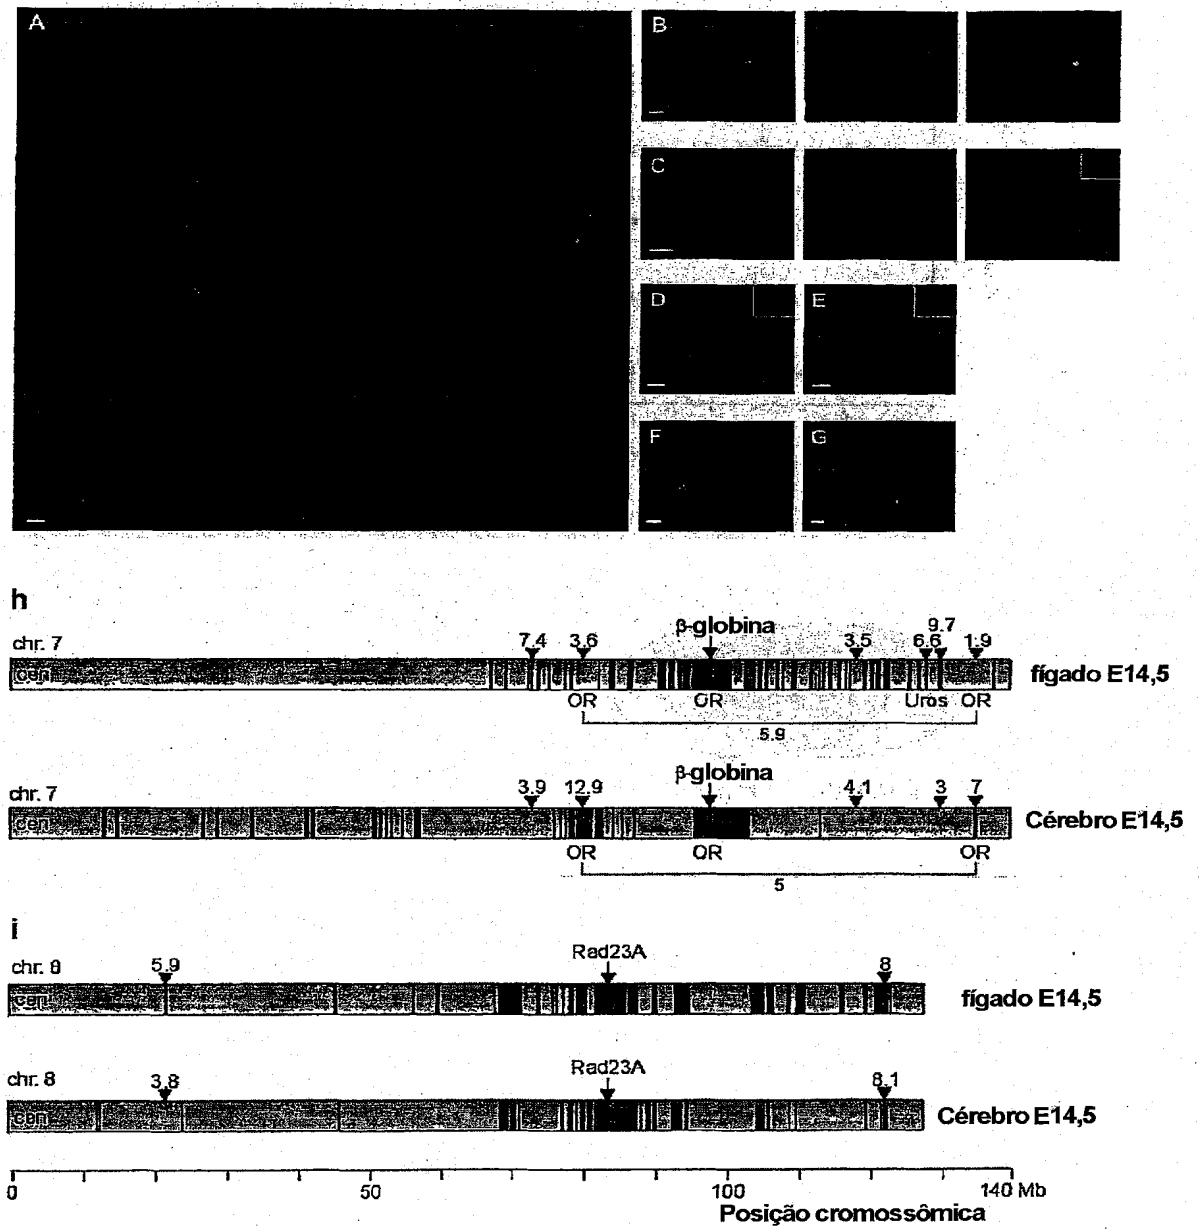 A
B
C
D
E
F
G
h
β-globina
9.7
chr. 7
7.4
3.6
3.5
6.6
1.9
cen
fígado E14,5
OR
OR
Uros
OR
5.9
β-globina
chr. 7
3.9
12.9
4.1
3
7
cen
Cérebro E14,5
OR
OR
OR
5
i
Rad23A
chr. 8
5.9
8
cen
fígado E14,5
Rad23A
chr. 8
3.8
8.1
cen
Cérebro E14,5
0
50
100
140 Mb
Posição cromossômica